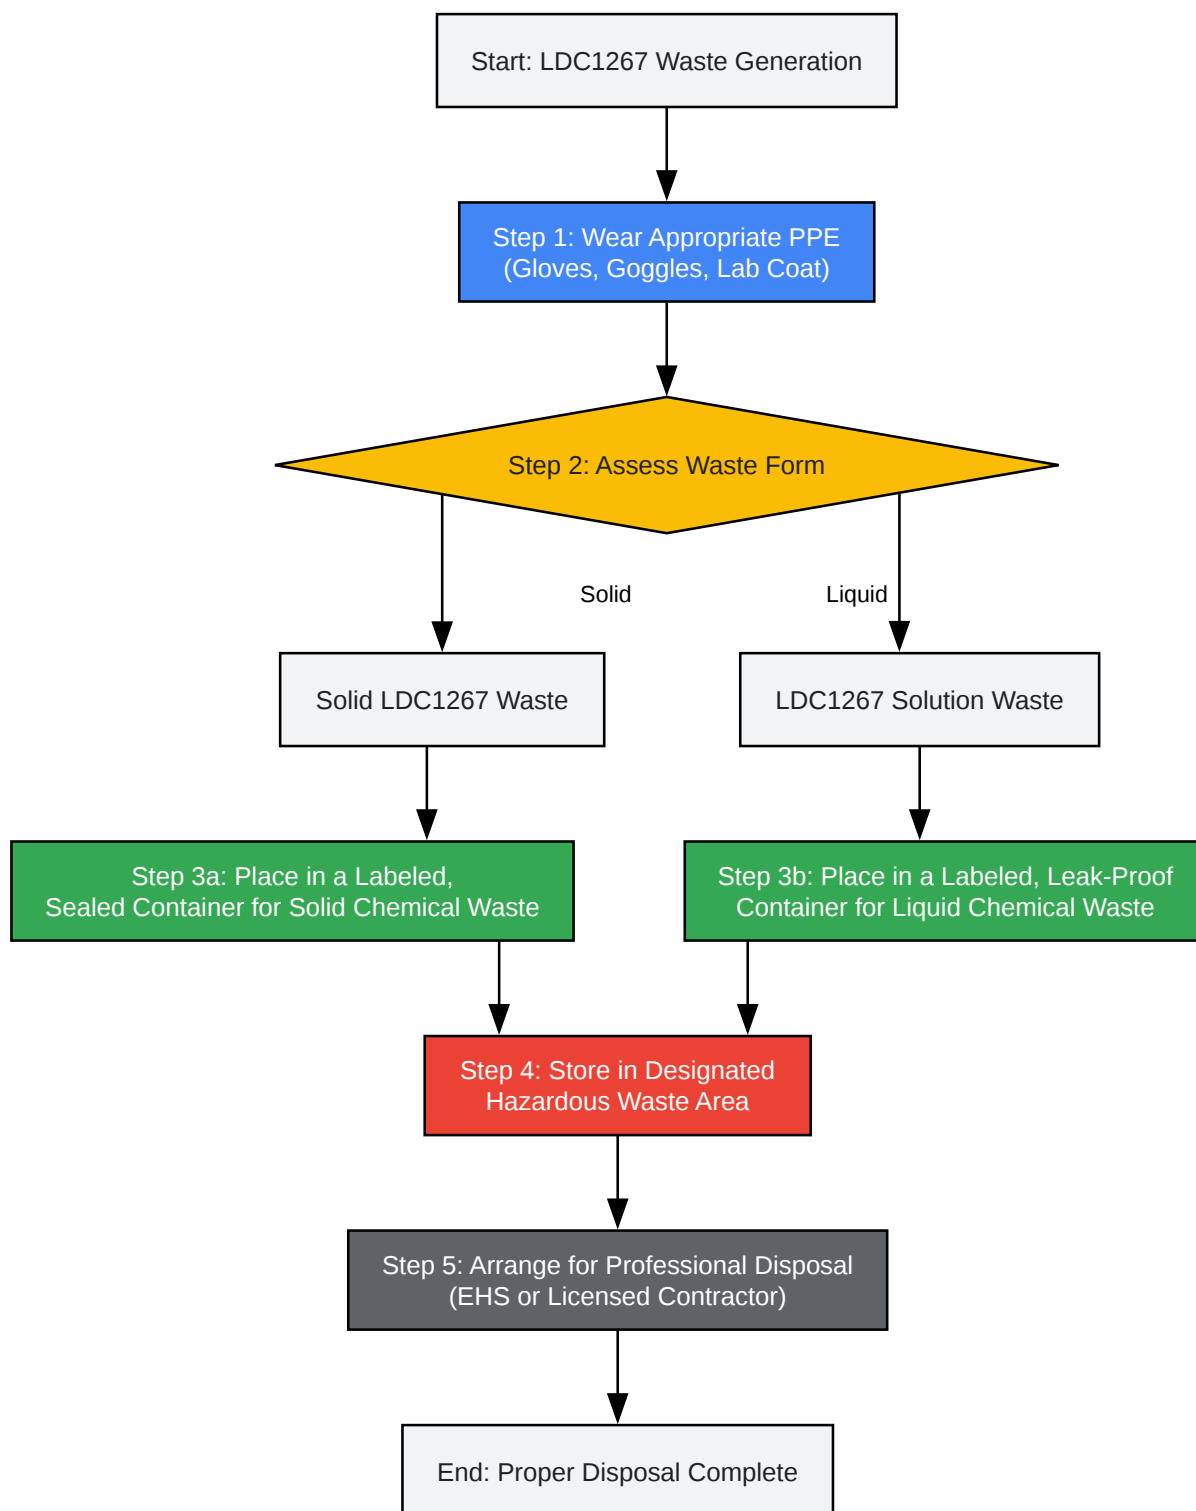 Start: LDC1267 Waste Generation
Step 1: Wear Appropriate PPE
(Gloves, Goggles, Lab Coat)
Step 2: Assess Waste Form
Solid
Liquid
Solid LDC1267 Waste
LDC1267 Solution Waste
Step 3a: Place in a Labeled,
Sealed Container for Solid Chemical Waste
Step 3b: Place in a Labeled, Leak-Proof
Container for Liquid Chemical Waste
Step 4: Store in Designated
Hazardous Waste Area
Step 5: Arrange for Professional Disposal
(EHS or Licensed Contractor)
End: Proper Disposal Complete